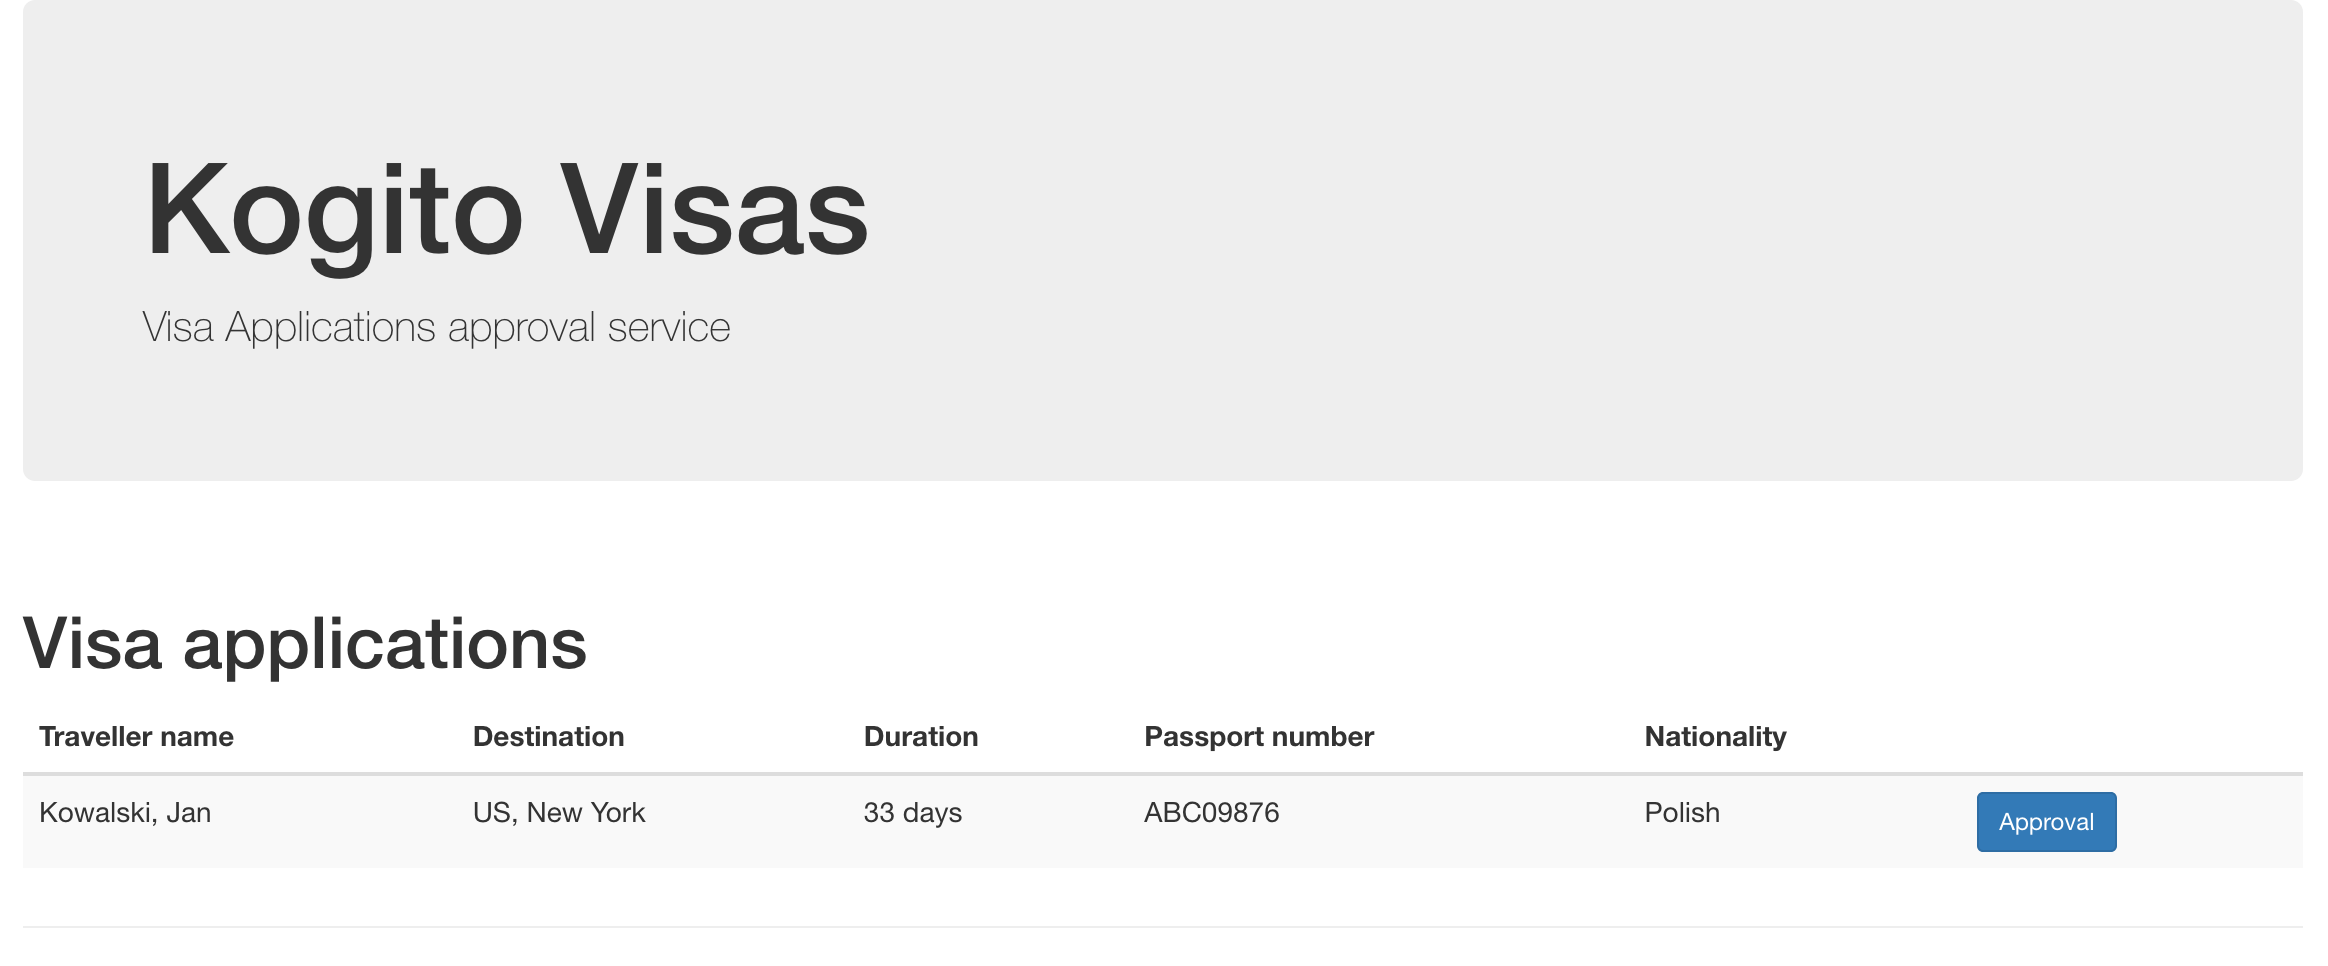 Kogito Visas
Visa Applications approval service
Visa applications
Traveller name Destination Duration Passport number Nationality
Kowalski, Jan US, New York 33 days ABC09876 Polish Approval